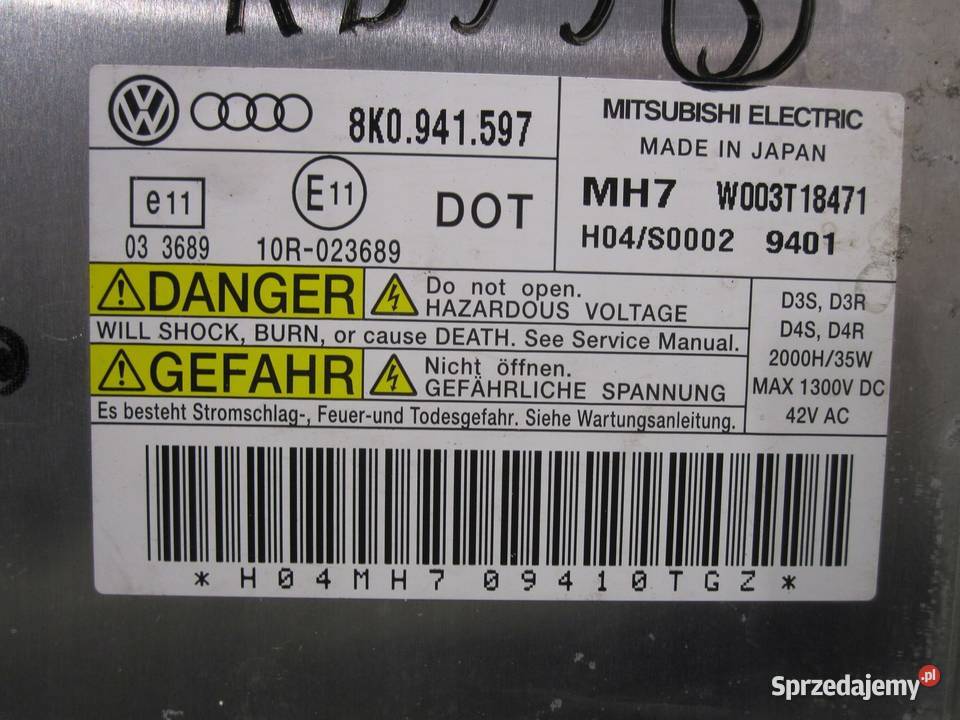 8K0.941.597
MITSUBISHI ELECTRIC
MADE IN JAPAN
MH7 W003T18471
H04/S0002 9401
e11
E11
DOT
03 3689
10R-023689
DANGER
Do not open.
HAZARDOUS VOLTAGE
WILL SHOCK, BURN, or cause DEATH. See Service Manual.
GEFAHR
Nicht öffnen.
GEFÄHRLICHE SPANNUNG
Es besteht Stromschlag-, Feuer-und Todesgefahr. Siehe Wartungsanleitung.
D3S, D3R
D4S, D4R
2000H/35W
MAX 1300V DC
42V AC
*H04MH709410TGZ*
Sprzedajemy.pl